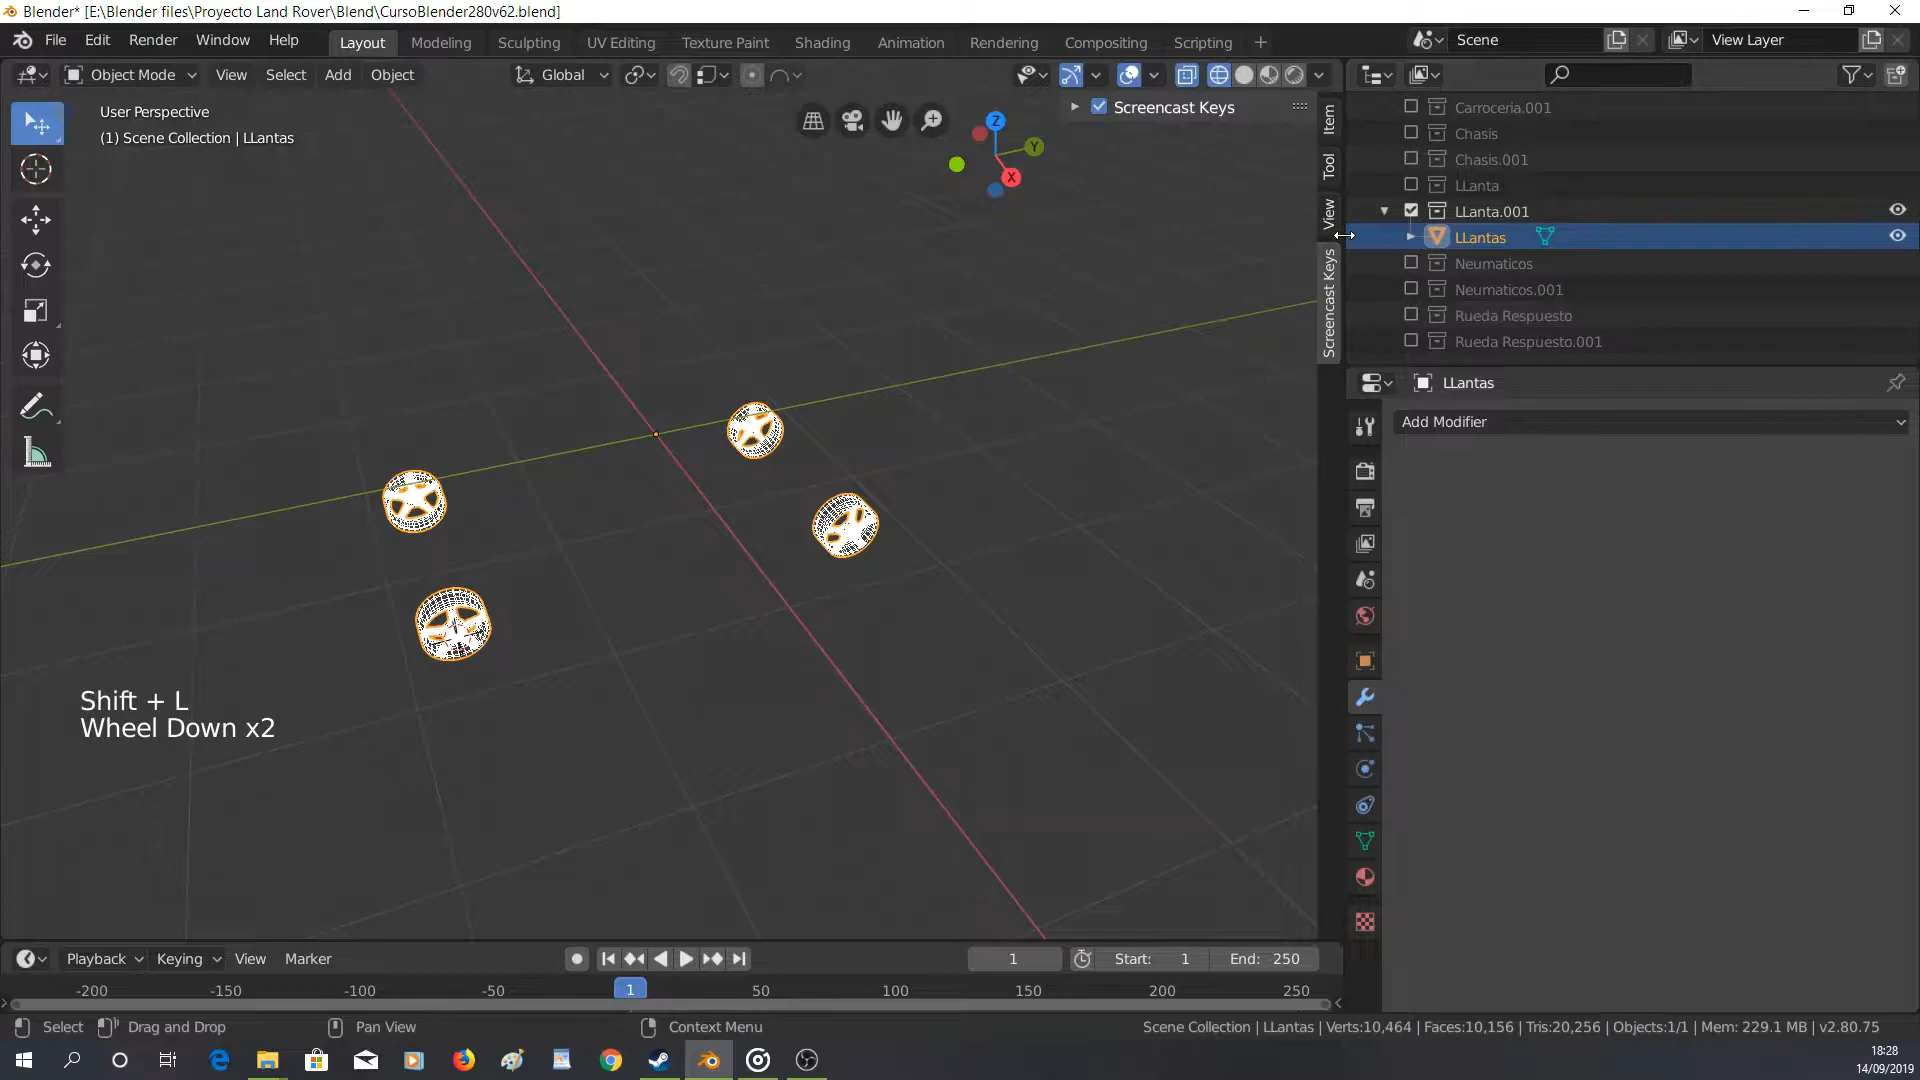 Blender* [E:\Blender files\Proyecto Land Rover\Blend\CursoBlender280v62.blend]
File Edit Render Window Help Layout Modeling Sculpting UV Editing Texture Paint Shading Animation Rendering Compositing Scripting + Scene View Layer
Object Mode View Select Add Object Global
User Perspective
(1) Scene Collection | LLantas
Screencast Keys
Z
Y
X
Item
Tool
View
Screencast Keys
Carroceria.001
Chasis
Chasis.001
LLanta
LLanta.001
LLantas
Neumaticos
Neumaticos.001
Rueda Respuesto
Rueda Respuesto.001
LLantas
Add Modifier
Shift + L
Wheel Down x2
Playback Keying View Marker 1 Start: 1 End: 250
-200 -150 -100 -50 1 50 100 150 200 250
Select Drag and Drop Pan View Context Menu Scene Collection | LLantas | Verts:10,464 | Faces:10,156 | Tris:20,256 | Objects:1/1 | Mem: 229.1 MB | v2.80.75
18:28
14/09/2019